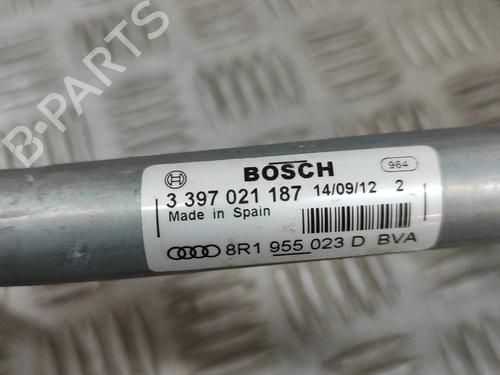 B-PARTS
BOSCH 964
3 397 021 187 14/09/12 2
Made in Spain
8R1 955 023 D BVA